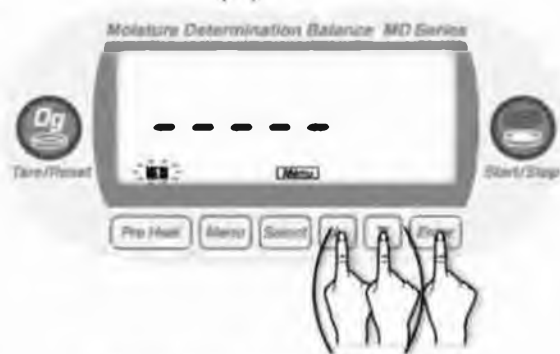 Moisture Determination Balance MD Series
- - - - -
0g
Tare/Reset
Start/Stop
Menu
Pre Heat Menu Select Enter